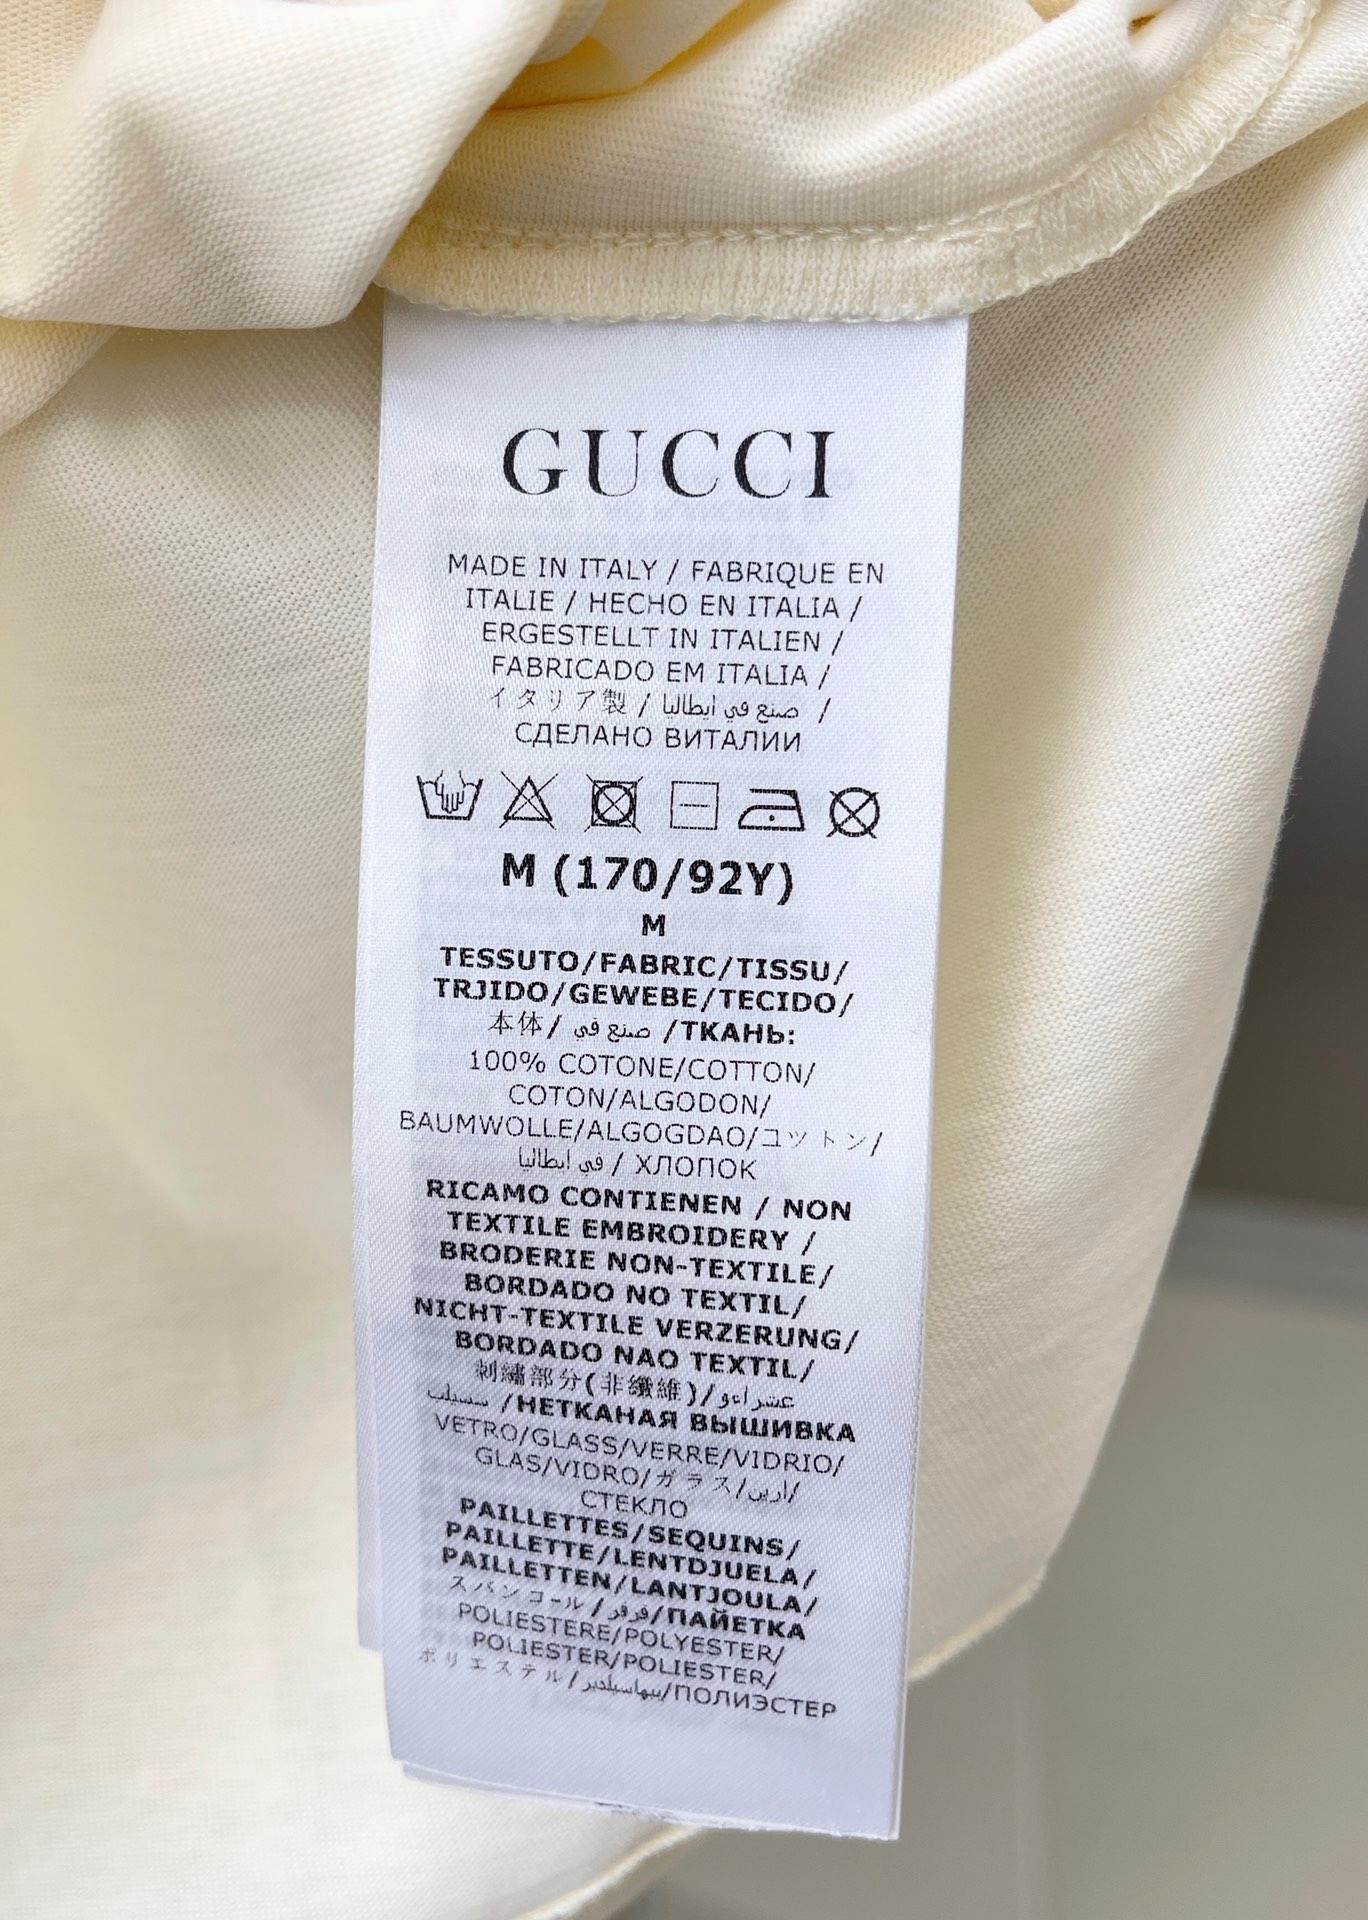 GUCCI
MADE IN ITALY / FABRIQUE EN
ITALIE / HECHO EN ITALIA /
ERGESTELLT IN ITALIEN /
FABRICADO EM ITALIA /
イタリア製 / صنع في ايطاليا /
СДЕЛАНО ВИТАЛИИ
M (170/92Y)
M
TESSUTO/FABRIC/TISSU/
TRJIDO/GEWEBE/TECIDO/
本体/ صنع في /ТКАНЬ:
100% COTONE/COTTON/
COTON/ALGODON/
BAUMWOLLE/ALGOGDAO/ユットン/
في ايطاليا / ХЛОПОК
RICAMO CONTIENEN / NON
TEXTILE EMBROIDERY /
BRODERIE NON-TEXTILE/
BORDADO NO TEXTIL/
NICHT-TEXTILE VERZERUNG/
BORDADO NAO TEXTIL/
刺繍部分(非繊維)/
/НЕТКАНАЯ ВЫШИВКА
VETRO/GLASS/VERRE/VIDRIO/
GLAS/VIDRO/ガラス/
СТЕКЛО
PAILLETTES/SEQUINS/
PAILLETTE/LENTDJUELA/
PAILLETTEN/LANTJOULA/
スパンコール/ /ПАЙЕТКА
POLIESTERE/POLYESTER/
POLIESTER/POLIESTER/
ポリエステル/ /ПОЛИЭСТЕР